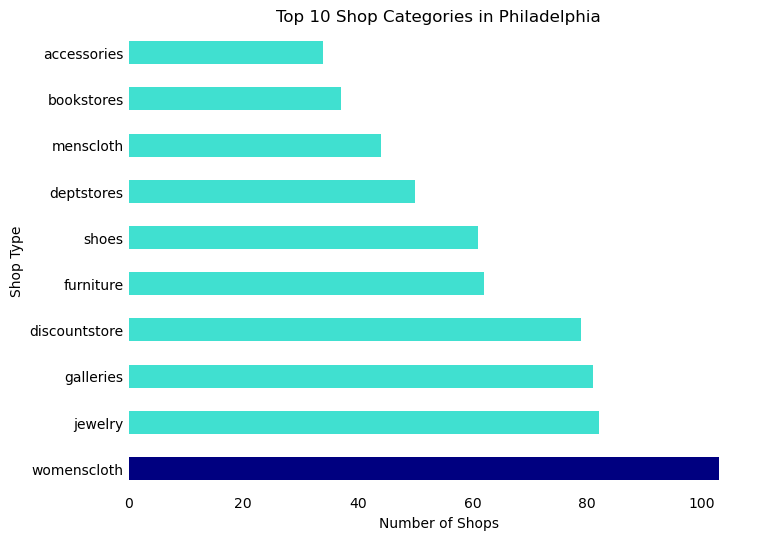 Top 10 Shop Categories in Philadelphia
accessories
bookstores
menscloth
deptstores
shoes
furniture
discountstore
galleries
jewelry
womenscloth
Shop Type
0 20 40 60 80 100
Number of Shops